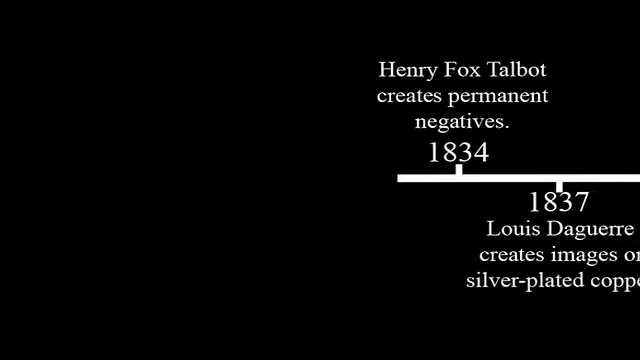 Henry Fox Talbot
creates permanent
negatives.
1834
1837
Louis Daguerre
creates images
silver-plated